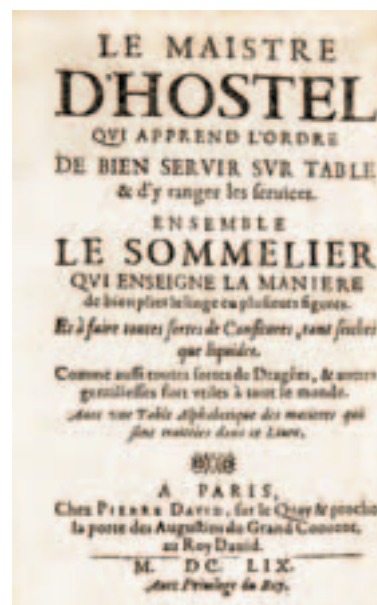 LE MAISTRE
D'HOSTEL
QVI APPREND L'ORDRE
DE BIEN SERVIR SVR TABLE
& d'y ranger les seruices.
ENSEMBLE
LE SOMMELIER
QVI ENSEIGNE LA MANIERE
de bien plier le linge en plusieurs figures.
Et à faire toutes sortes de Confitures, tant seiches
que liquides.
Comme aussi toutes sortes de Dragées, & autres
gentillesses fort vtiles à tout le monde.
Auec vne Table Alphabetique des matieres qui
sont traitées dans ce Liure.
A PARIS,
Chez PIERRE DAVID, sur le Quay & proche
la porte des Augustins du Grand Conuent,
au Roy Dauid.
M. DC. LIX.
Auec Priuilege du Roy.